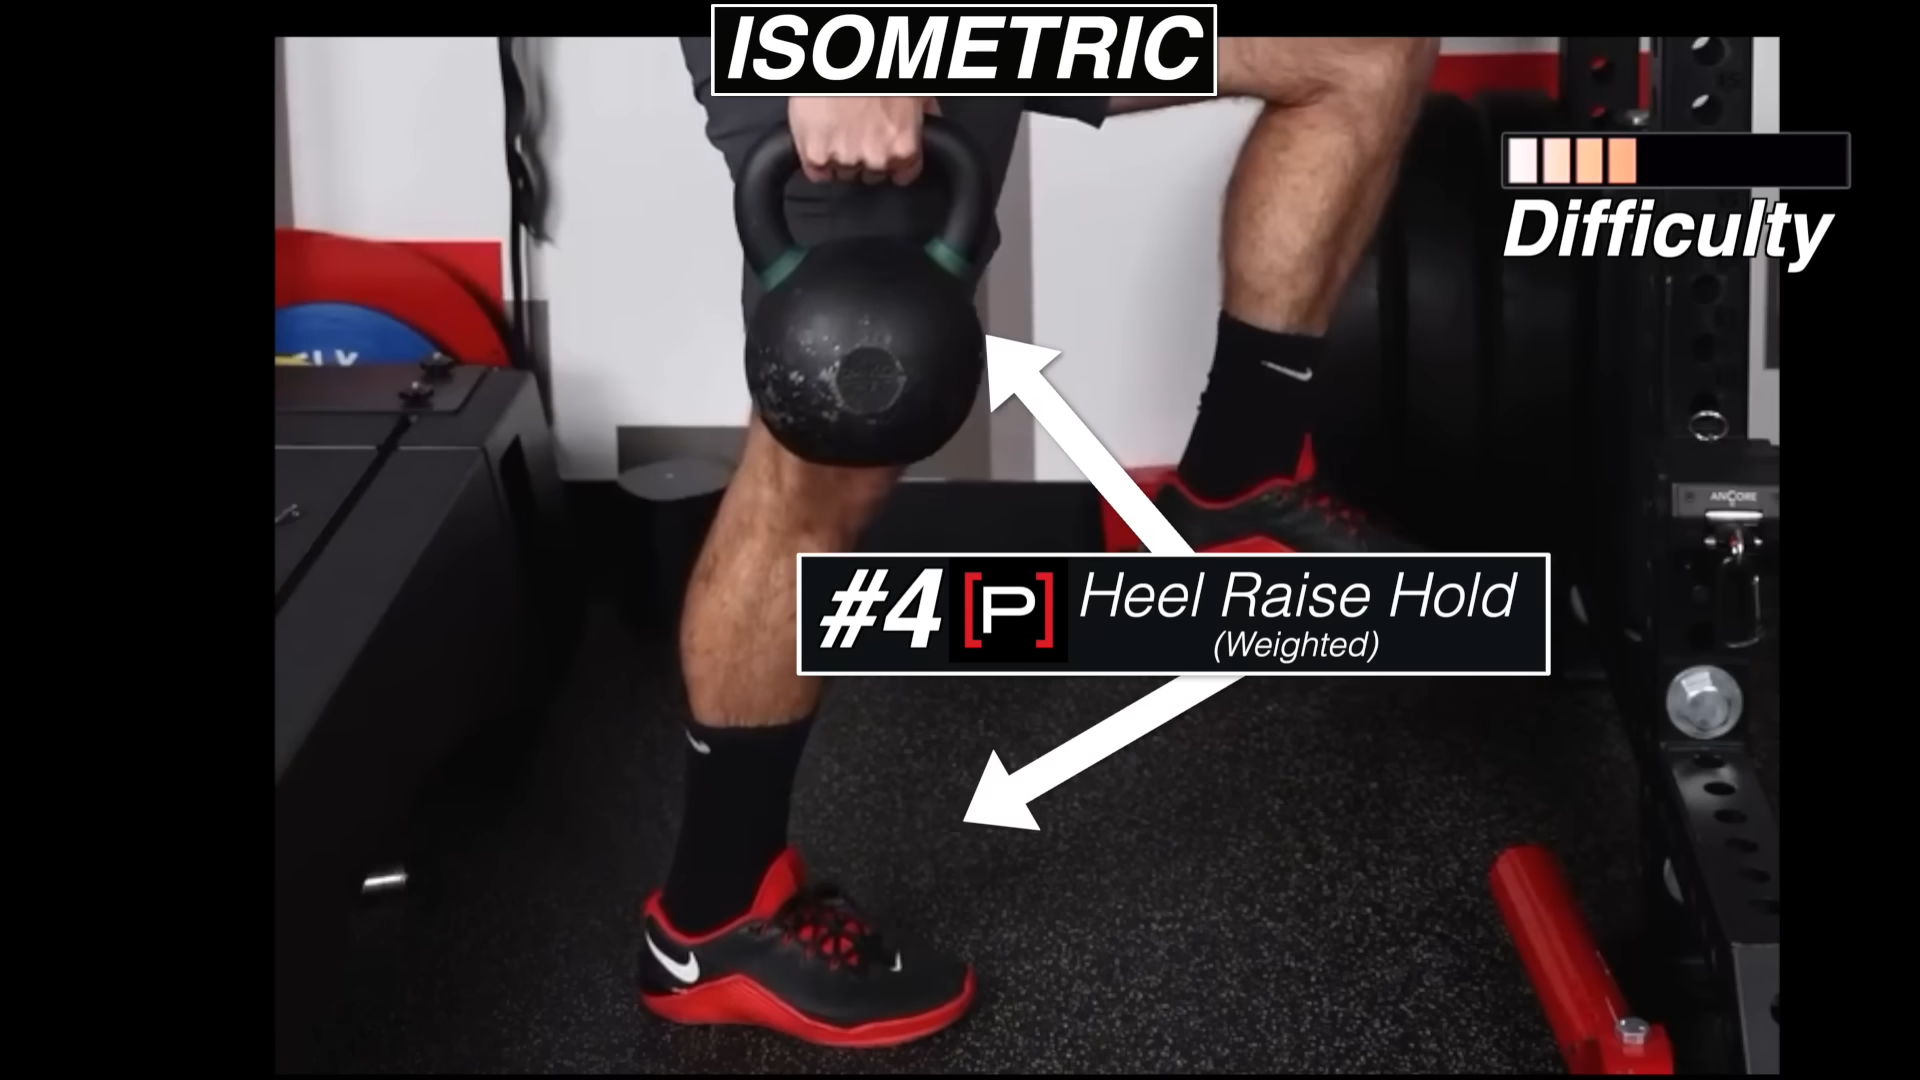 ISOMETRIC
Difficulty
ANCORE
#4 [P] Heel Raise Hold
(Weighted)